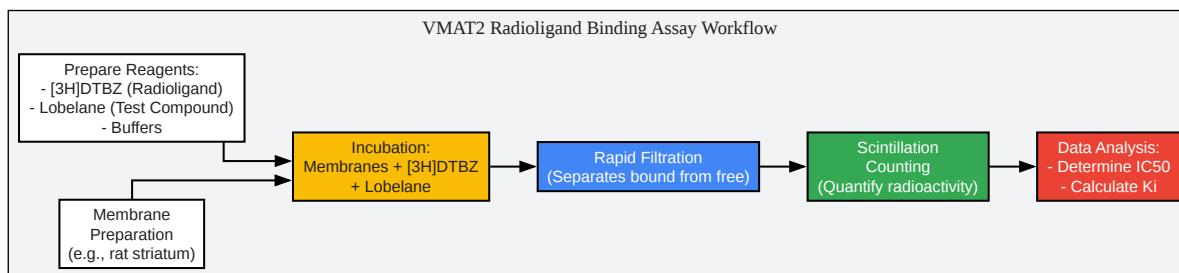 VMAT2 Radioligand Binding Assay Workflow
Prepare Reagents:
- [3H]DTBZ (Radioligand)
- Lobelane (Test Compound)
- Buffers
Membrane
Preparation
(e.g., rat striatum)
Incubation:
Membranes + [3H]DTBZ
+ Lobelane
Rapid Filtration
(Separates bound from free)
Scintillation
Counting
(Quantify radioactivity)
Data Analysis:
- Determine IC50
- Calculate Ki